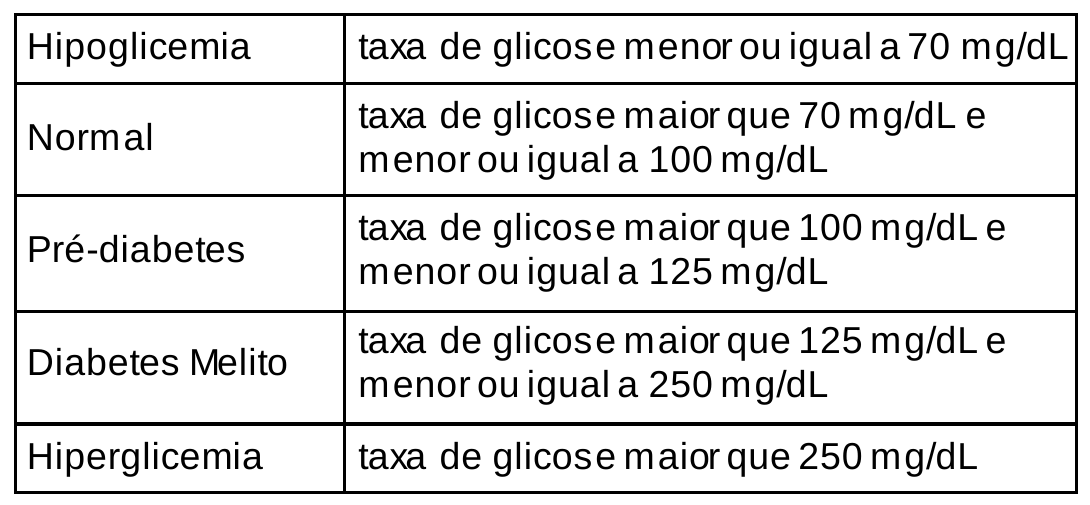 Hipoglicemia
taxa de glicose menor ou igual a 70 mg/dL
Normal
taxa de glicose maior que 70 mg/dL e
menor ou igual a 100 mg/dL
Pré-diabetes
taxa de glicose maior que 100 mg/dL e
menor ou igual a 125 mg/dL
Diabetes Melito
taxa de glicose maior que 125 mg/dL e
menor ou igual a 250 mg/dL
Hiperglicemia
taxa de glicose maior que 250 mg/dL